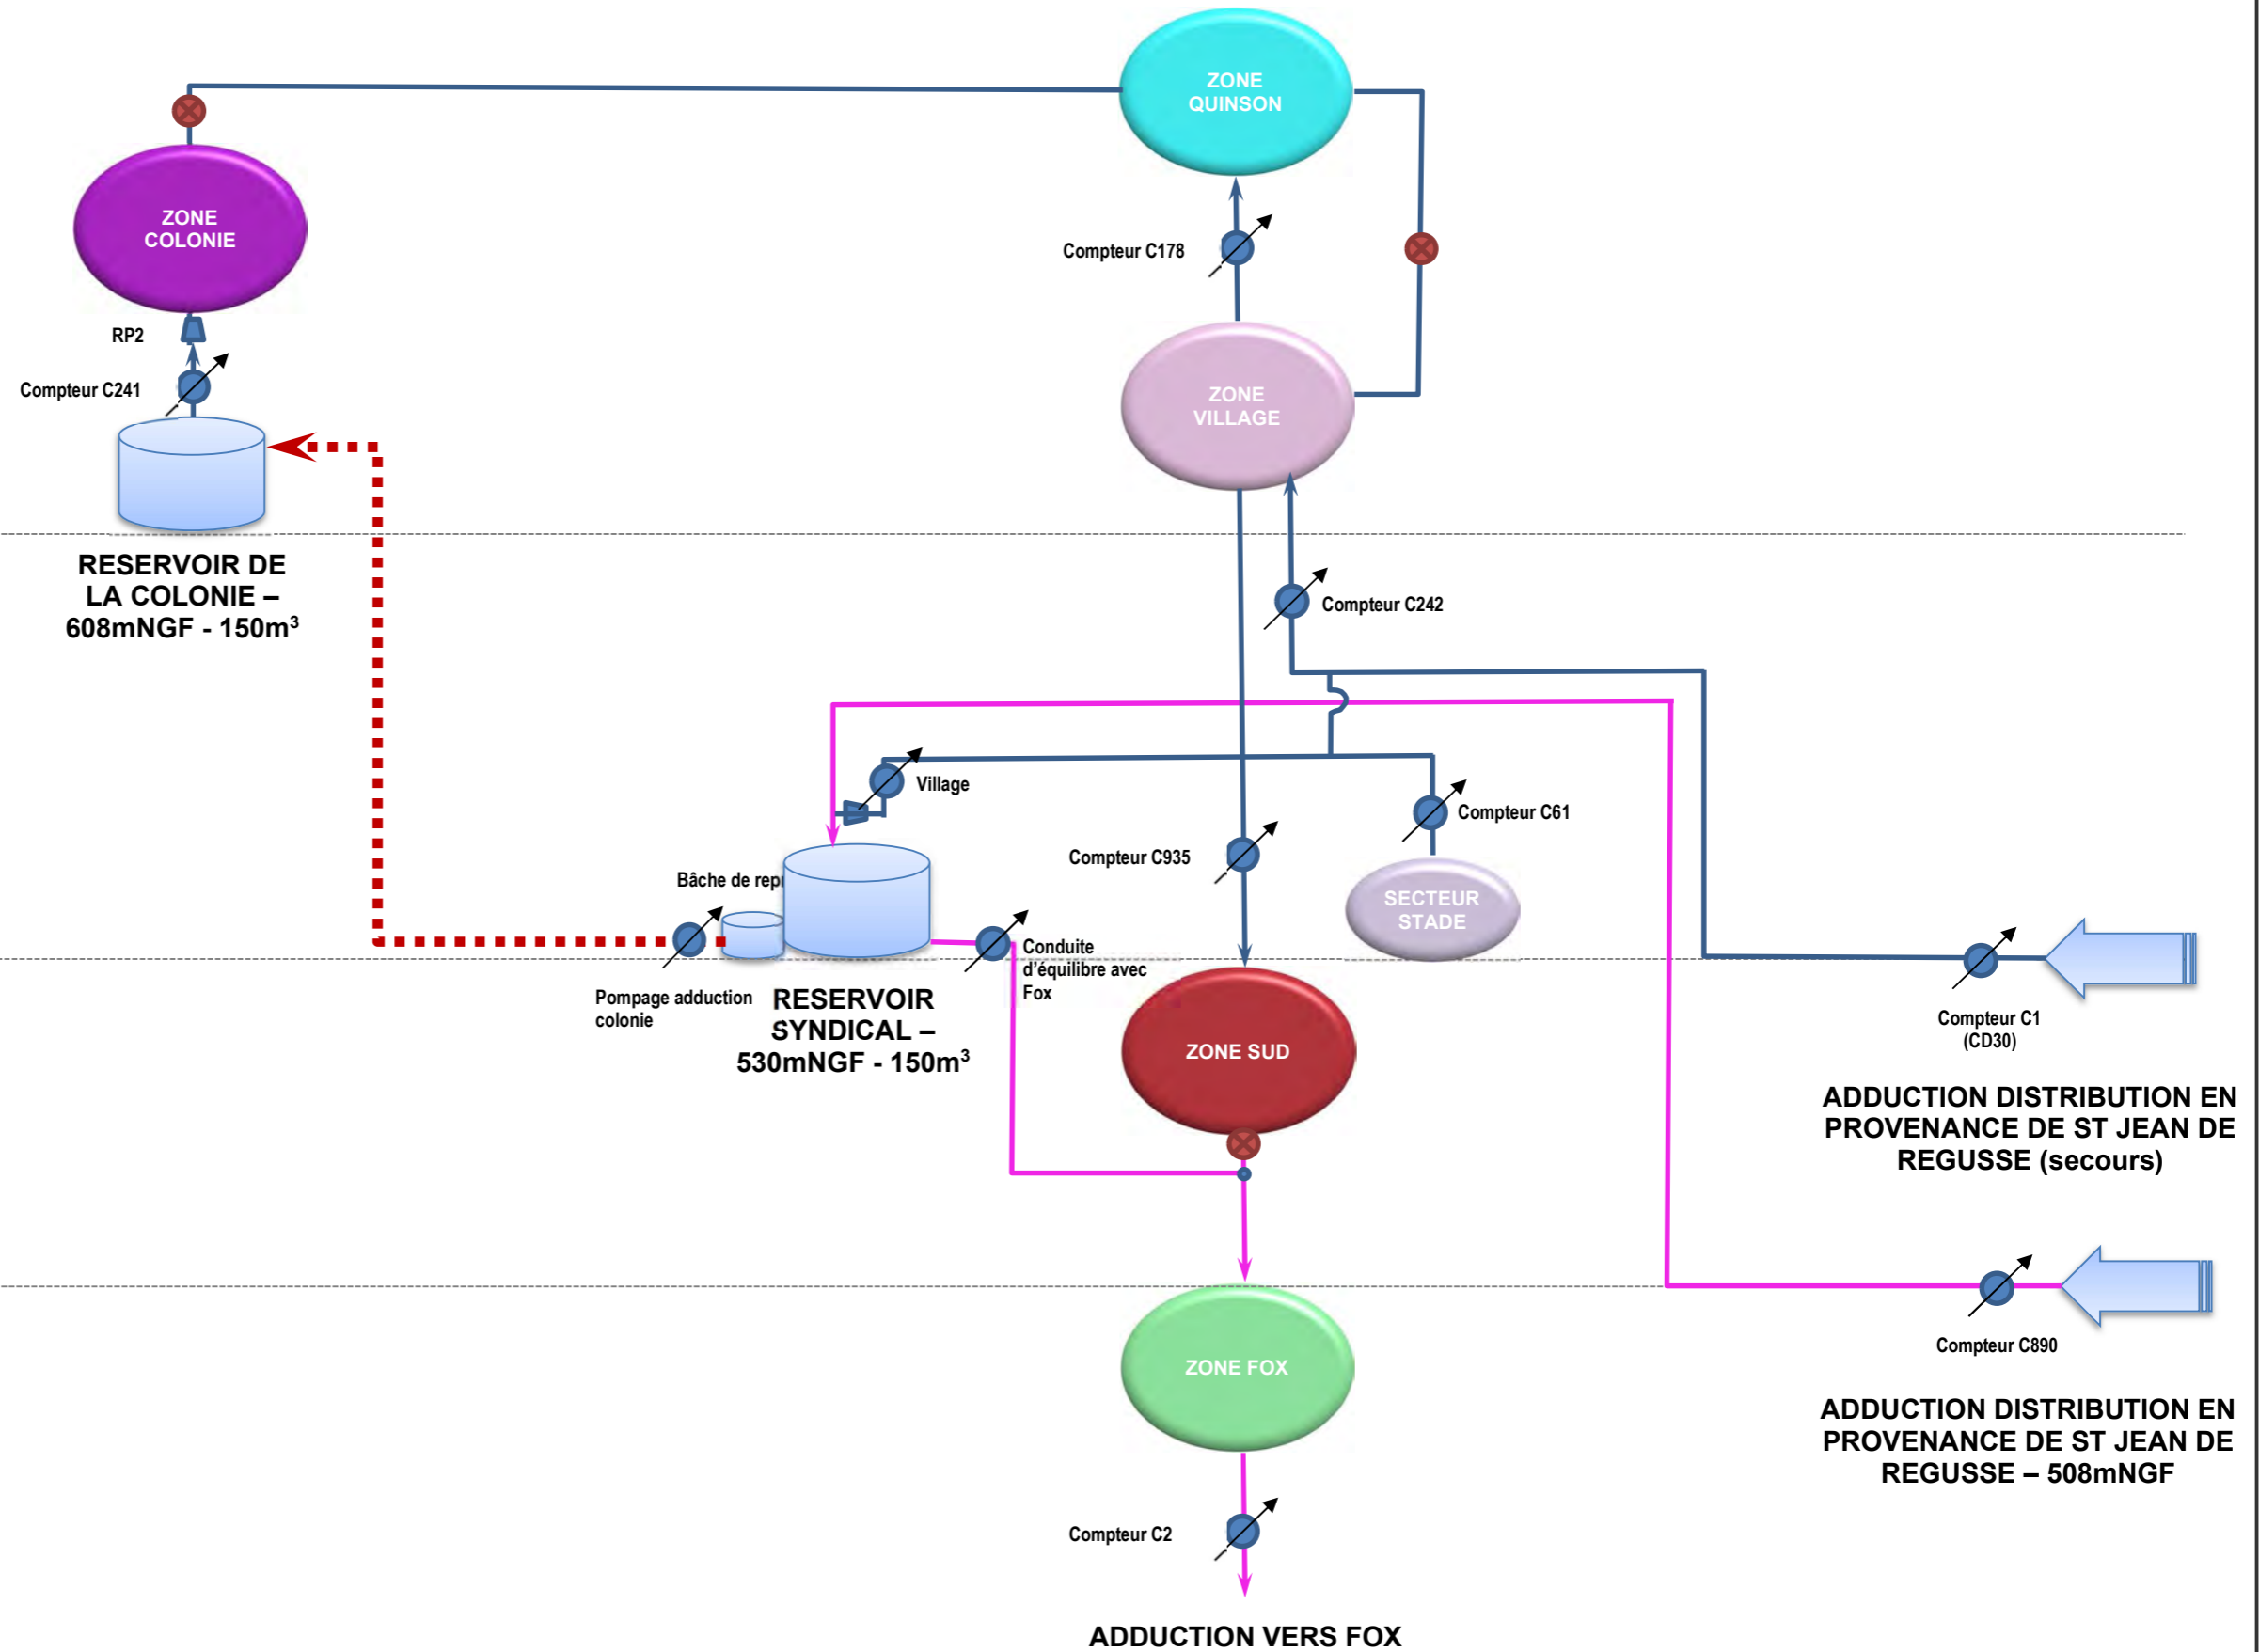 ZONE
QUINSON
ZONE
COLONIE
Compteur C178
RP2
Compteur C241
ZONE
VILLAGE
RESERVOIR DE
LA COLONIE –
608mNGF - 150m³
Compteur C242
Village
Compteur C61
Compteur C935
Bâche de repr
SECTEUR
STADE
Conduite
d'équilibre avec
Fox
Pompage adduction
colonie
RESERVOIR
SYNDICAL –
530mNGF - 150m³
ZONE SUD
Compteur C1
(CD30)
ADDUCTION DISTRIBUTION EN
PROVENANCE DE ST JEAN DE
REGUSSE (secours)
ZONE FOX
Compteur C890
ADDUCTION DISTRIBUTION EN
PROVENANCE DE ST JEAN DE
REGUSSE – 508mNGF
Compteur C2
ADDUCTION VERS FOX